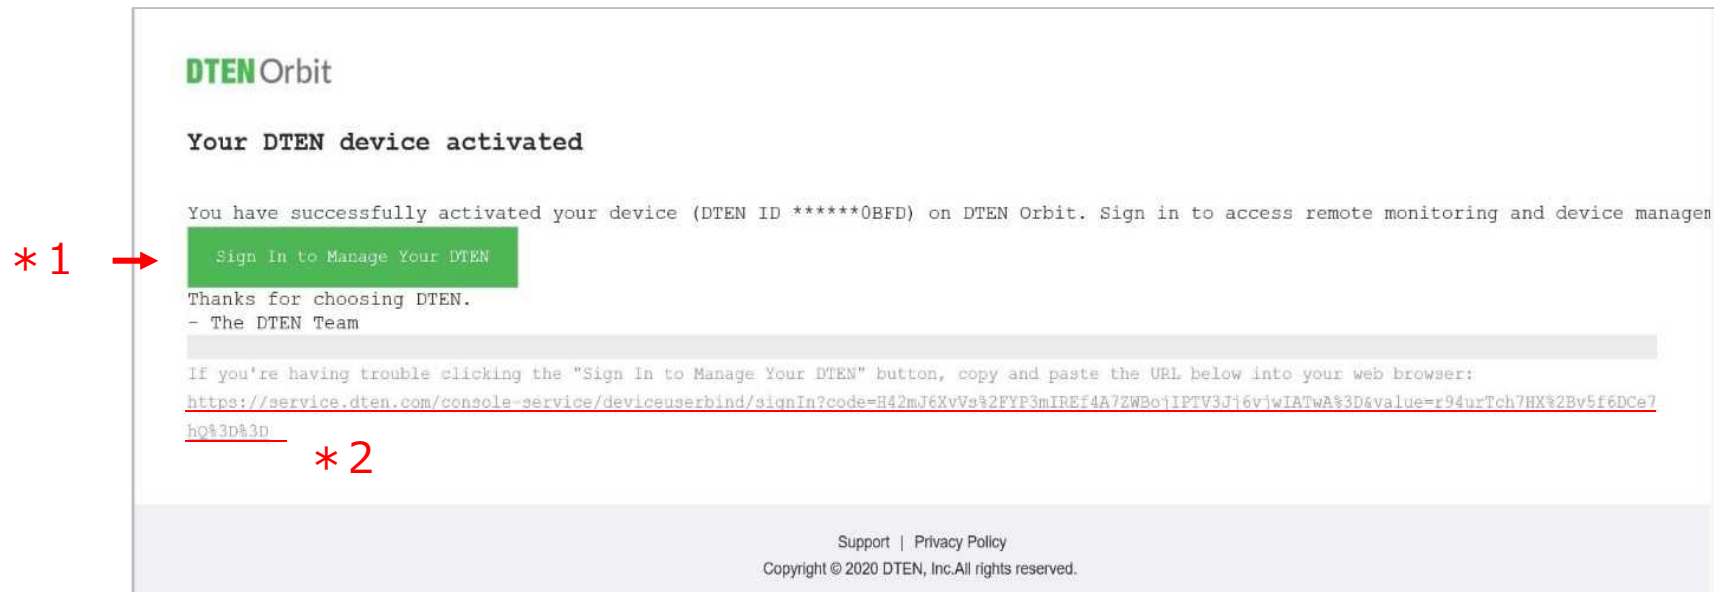 DTEN Orbit
Your DTEN device activated
You have successfully activated your device (DTEN ID ******0BFD) on DTEN Orbit. Sign in to access remote monitoring and device managem
*1
Sign In to Manage Your DTEN
Thanks for choosing DTEN.
- The DTEN Team
If you're having trouble clicking the "Sign In to Manage Your DTEN" button, copy and paste the URL below into your web browser:
https://service.dten.com/console-service/deviceuserbind/signIn?code=H42mJ6XvVs%2FYP3mIREf4A7ZWBojIPTV3Jj6vjwIATwA%3D&value=r94urTch7HX%2Bv5f6DCe7
hQ%3D%3D
*2
Support | Privacy Policy
Copyright © 2020 DTEN, Inc.All rights reserved.